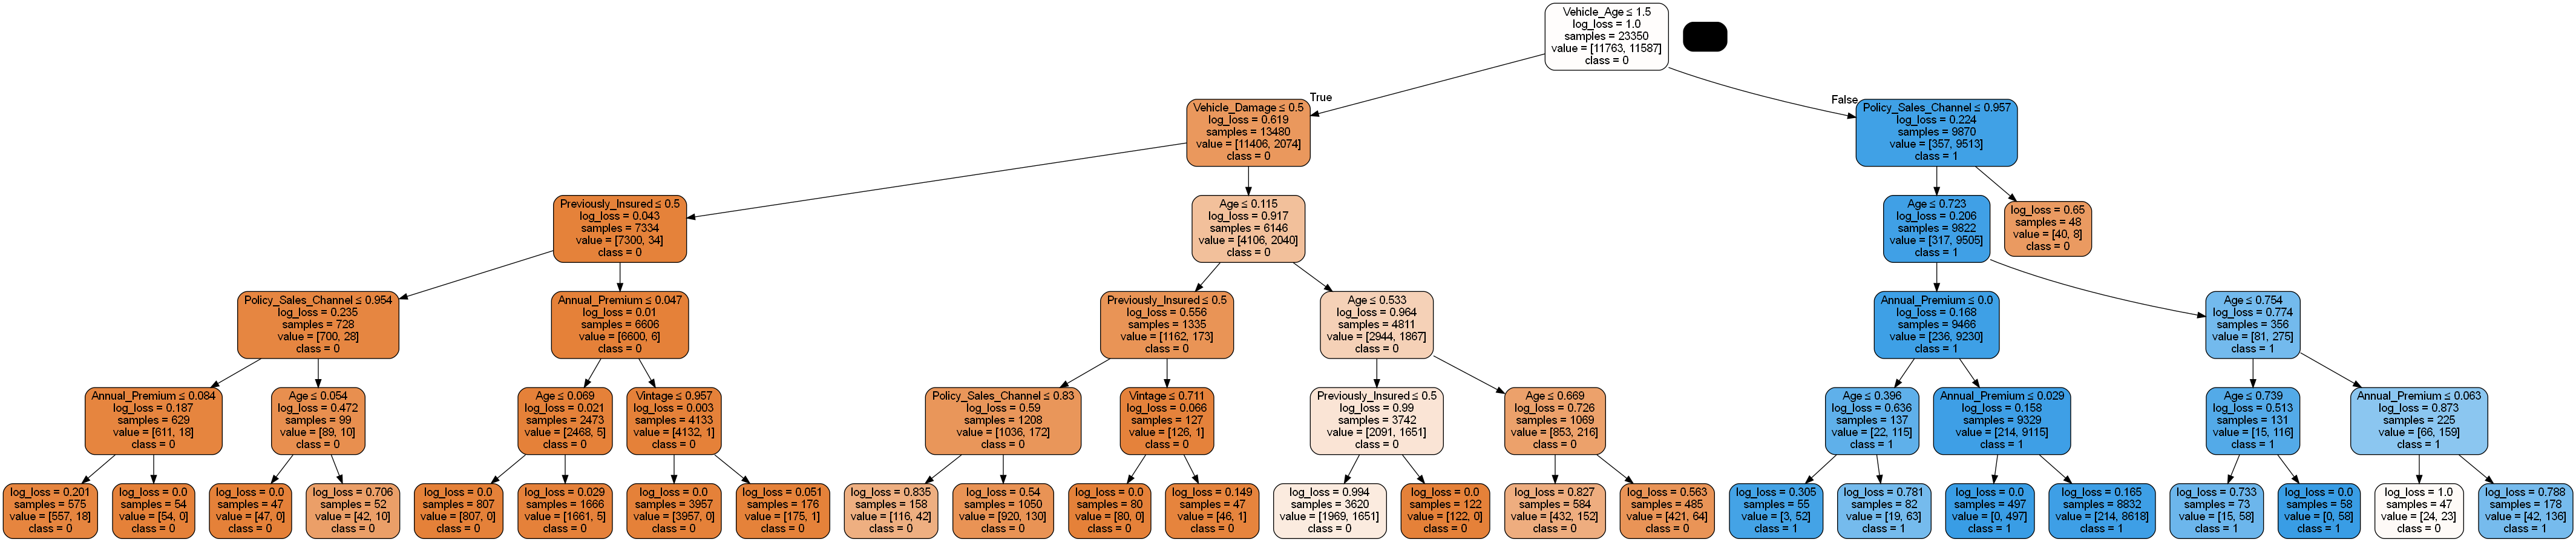 Vehicle_Age ≤ 1.5
log_loss = 1.0
samples = 23350
value = [11763, 11587]
class = 0
True
False
Vehicle_Damage ≤ 0.5
log_loss = 0.619
samples = 13480
value = [11406, 2074]
class = 0
Policy_Sales_Channel ≤ 0.957
log_loss = 0.224
samples = 9870
value = [357, 9513]
class = 1
Previously_Insured ≤ 0.5
log_loss = 0.043
samples = 7334
value = [7300, 34]
class = 0
Age ≤ 0.115
log_loss = 0.917
samples = 6146
value = [4106, 2040]
class = 0
Age ≤ 0.723
log_loss = 0.206
samples = 9822
value = [317, 9505]
class = 1
log_loss = 0.65
samples = 48
value = [40, 8]
class = 0
Policy_Sales_Channel ≤ 0.954
log_loss = 0.235
samples = 728
value = [700, 28]
class = 0
Annual_Premium ≤ 0.047
log_loss = 0.01
samples = 6606
value = [6600, 6]
class = 0
Previously_Insured ≤ 0.5
log_loss = 0.556
samples = 1335
value = [1162, 173]
class = 0
Age ≤ 0.533
log_loss = 0.964
samples = 4811
value = [2944, 1867]
class = 0
Annual_Premium ≤ 0.0
log_loss = 0.168
samples = 9466
value = [236, 9230]
class = 1
Age ≤ 0.754
log_loss = 0.774
samples = 356
value = [81, 275]
class = 1
Annual_Premium ≤ 0.084
log_loss = 0.187
samples = 629
value = [611, 18]
class = 0
Age ≤ 0.054
log_loss = 0.472
samples = 99
value = [89, 10]
class = 0
Age ≤ 0.069
log_loss = 0.021
samples = 2473
value = [2468, 5]
class = 0
Vintage ≤ 0.957
log_loss = 0.003
samples = 4133
value = [4132, 1]
class = 0
Policy_Sales_Channel ≤ 0.83
log_loss = 0.59
samples = 1208
value = [1036, 172]
class = 0
Vintage ≤ 0.711
log_loss = 0.066
samples = 127
value = [126, 1]
class = 0
Previously_Insured ≤ 0.5
log_loss = 0.99
samples = 3742
value = [2091, 1651]
class = 0
Age ≤ 0.669
log_loss = 0.726
samples = 1069
value = [853, 216]
class = 0
Age ≤ 0.396
log_loss = 0.636
samples = 137
value = [22, 115]
class = 1
Annual_Premium ≤ 0.029
log_loss = 0.158
samples = 9329
value = [214, 9115]
class = 1
Age ≤ 0.739
log_loss = 0.513
samples = 131
value = [15, 116]
class = 1
Annual_Premium ≤ 0.063
log_loss = 0.873
samples = 225
value = [66, 159]
class = 1
log_loss = 0.201
samples = 575
value = [557, 18]
class = 0
log_loss = 0.0
samples = 54
value = [54, 0]
class = 0
log_loss = 0.0
samples = 47
value = [47, 0]
class = 0
log_loss = 0.706
samples = 52
value = [42, 10]
class = 0
log_loss = 0.0
samples = 807
value = [807, 0]
class = 0
log_loss = 0.029
samples = 1666
value = [1661, 5]
class = 0
log_loss = 0.0
samples = 3957
value = [3957, 0]
class = 0
log_loss = 0.051
samples = 176
value = [175, 1]
class = 0
log_loss = 0.835
samples = 158
value = [116, 42]
class = 0
log_loss = 0.54
samples = 1050
value = [920, 130]
class = 0
log_loss = 0.0
samples = 80
value = [80, 0]
class = 0
log_loss = 0.149
samples = 47
value = [46, 1]
class = 0
log_loss = 0.994
samples = 3620
value = [1969, 1651]
class = 0
log_loss = 0.0
samples = 122
value = [122, 0]
class = 0
log_loss = 0.827
samples = 584
value = [432, 152]
class = 0
log_loss = 0.563
samples = 485
value = [421, 64]
class = 0
log_loss = 0.305
samples = 55
value = [3, 52]
class = 1
log_loss = 0.781
samples = 82
value = [19, 63]
class = 1
log_loss = 0.0
samples = 497
value = [0, 497]
class = 1
log_loss = 0.165
samples = 8832
value = [214, 8618]
class = 1
log_loss = 0.733
samples = 73
value = [15, 58]
class = 1
log_loss = 0.0
samples = 58
value = [0, 58]
class = 1
log_loss = 1.0
samples = 47
value = [24, 23]
class = 0
log_loss = 0.788
samples = 178
value = [42, 136]
class = 1